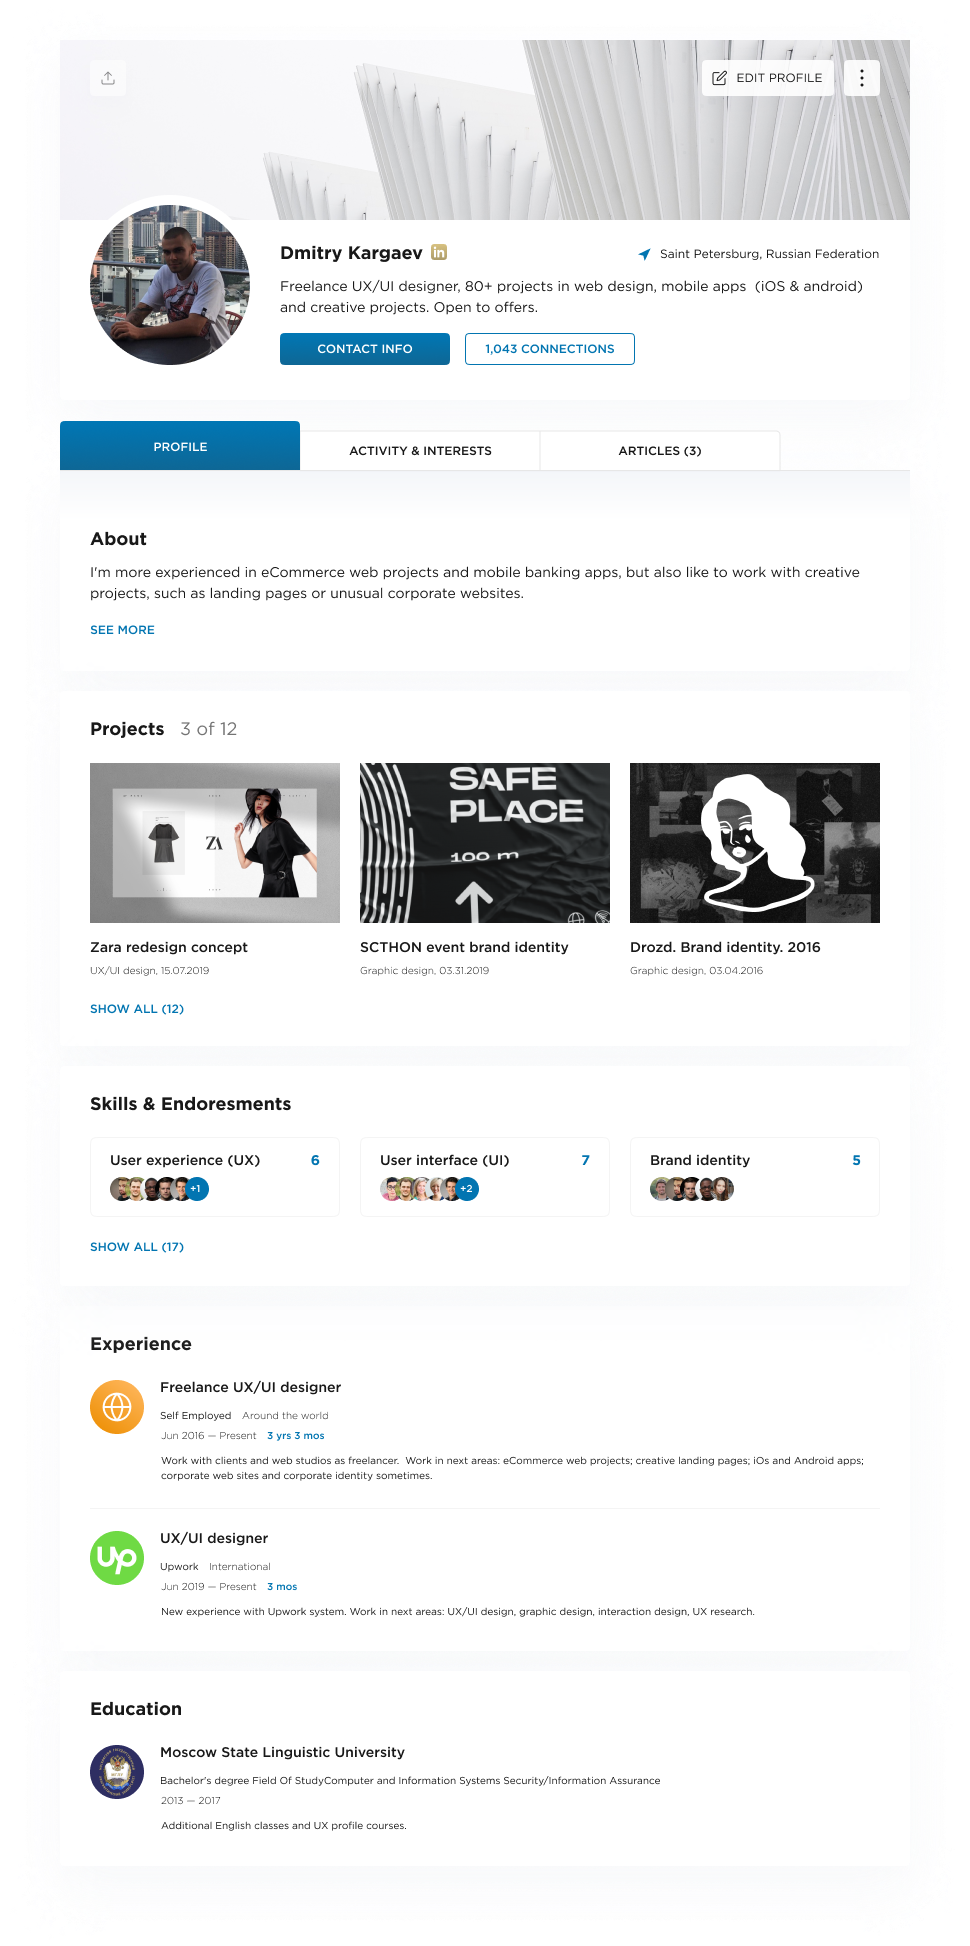 EDIT PROFILE
Dmitry Kargaev in
Saint Petersburg, Russian Federation
Freelance UX/UI designer, 80+ projects in web design, mobile apps (iOS & android)
and creative projects. Open to offers.
CONTACT INFO
1,043 CONNECTIONS
PROFILE
ACTIVITY & INTERESTS
ARTICLES (3)
About
I'm more experienced in eCommerce web projects and mobile banking apps, but also like to work with creative
projects, such as landing pages or unusual corporate websites.
SEE MORE
Projects 3 of 12
ZA
SAFE
PLACE
100 m
Zara redesign concept
SCTHON event brand identity
Drozd. Brand identity. 2016
UX/UI design, 15.07.2019
Graphic design, 03.31.2019
Graphic design, 03.04.2016
SHOW ALL (12)
Skills & Endoresments
User experience (UX) 6
User interface (UI) 7
Brand identity 5
+1
+2
SHOW ALL (17)
Experience
Freelance UX/UI designer
Self Employed Around the world
Jun 2016 — Present 3 yrs 3 mos
Work with clients and web studios as freelancer. Work in next areas: eCommerce web projects; creative landing pages; iOs and Android apps;
corporate web sites and corporate identity sometimes.
Up
UX/UI designer
Upwork International
Jun 2019 — Present 3 mos
New experience with Upwork system. Work in next areas: UX/UI design, graphic design, interaction design, UX research.
Education
Moscow State Linguistic University
Bachelor's degree Field Of StudyComputer and Information Systems Security/Information Assurance
2013 — 2017
Additional English classes and UX profile courses.